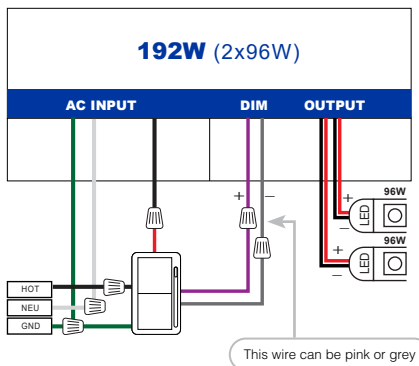 192W (2x96W)
AC INPUT DIM OUTPUT
96W
+ −
+
LED
−
96W
+
LED
−
HOT
NEU
GND
This wire can be pink or grey